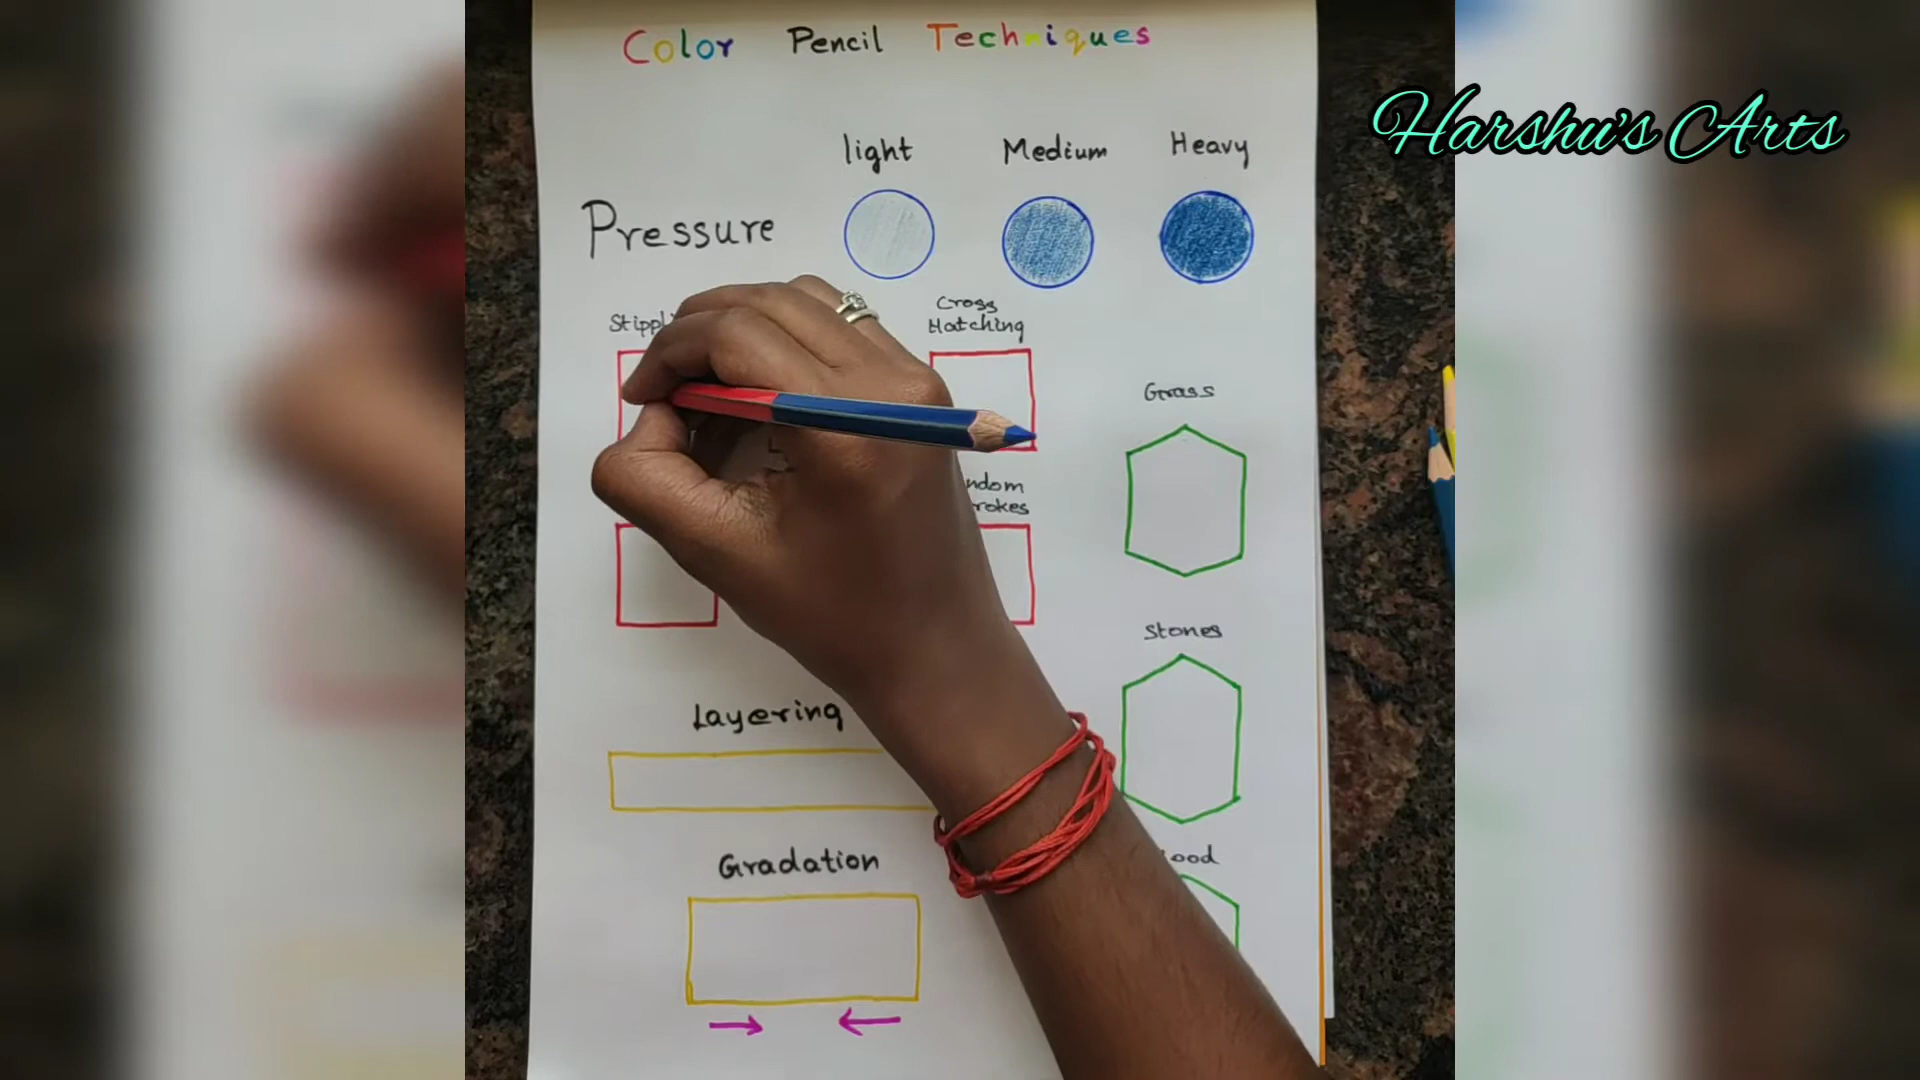 Color Pencil Techniques
Harshu's Arts
light Medium Heavy
Pressure
Cross
Hatching
Grass
Stones
Layering
Gradation